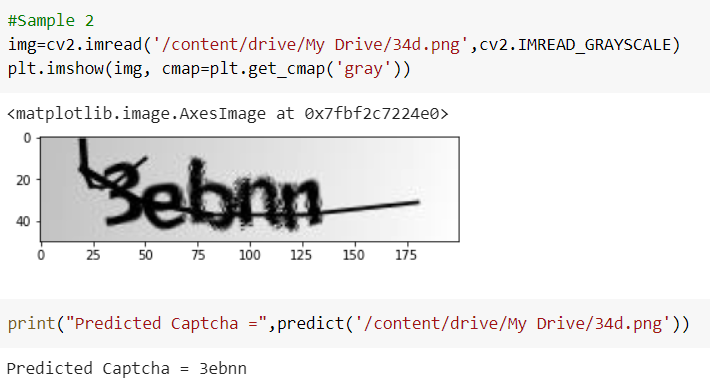 #Sample 2
img=cv2.imread('/content/drive/My Drive/34d.png',cv2.IMREAD_GRAYSCALE)
plt.imshow(img, cmap=plt.get_cmap('gray'))
<matplotlib.image.AxesImage at 0x7fbf2c7224e0>
0
20
40
3ebnn
0 25 50 75 100 125 150 175
print("Predicted Captcha =",predict('/content/drive/My Drive/34d.png'))
Predicted Captcha = 3ebnn